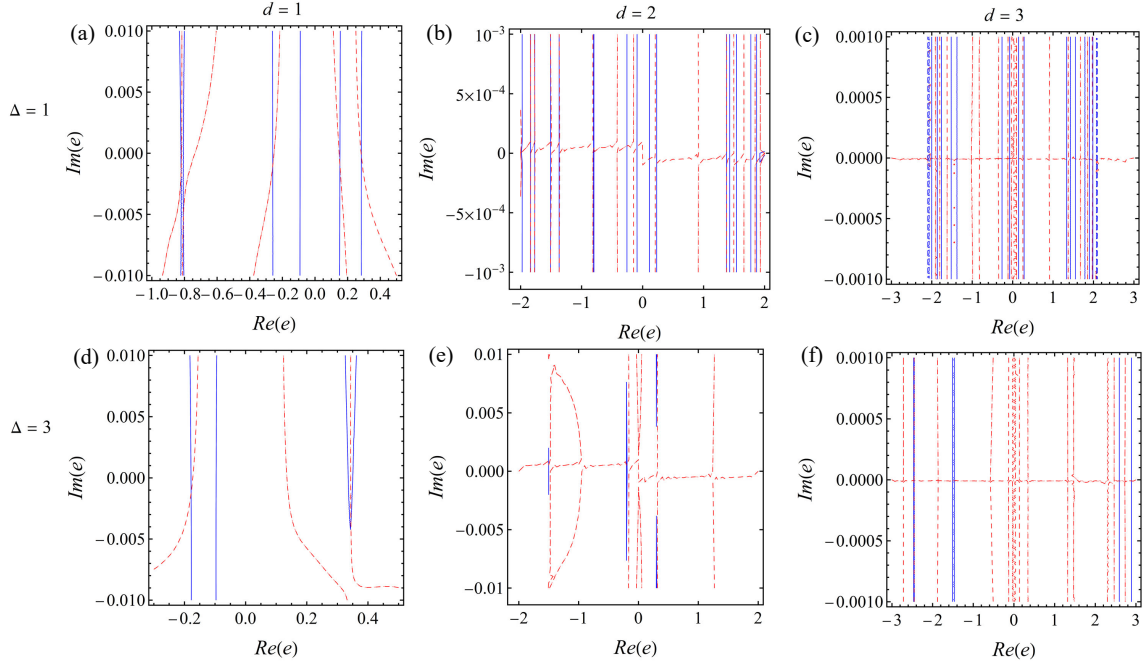 d = 1
d = 2
d = 3
Δ = 1
(a)
0.010
0.005
0.000
−0.005
−0.010
Im(e)
−1.0 −0.8 −0.6 −0.4 −0.2 0.0 0.2 0.4
Re(e)
(b)
10⁻³
5×10⁻⁴
0
−5×10⁻⁴
−10⁻³
Im(e)
−2 −1 0 1 2
Re(e)
(c)
0.0010
0.0005
0.0000
−0.0005
−0.0010
Im(e)
−3 −2 −1 0 1 2 3
Re(e)
Δ = 3
(d)
0.010
0.005
0.000
−0.005
−0.010
Im(e)
−0.2 0.0 0.2 0.4
Re(e)
(e)
0.010
0.005
0.000
−0.005
−0.01
Im(e)
−2 −1 0 1 2
Re(e)
(f)
0.0010
0.0005
0.0000
−0.0005
−0.0010
Im(e)
−3 −2 −1 0 1 2 3
Re(e)